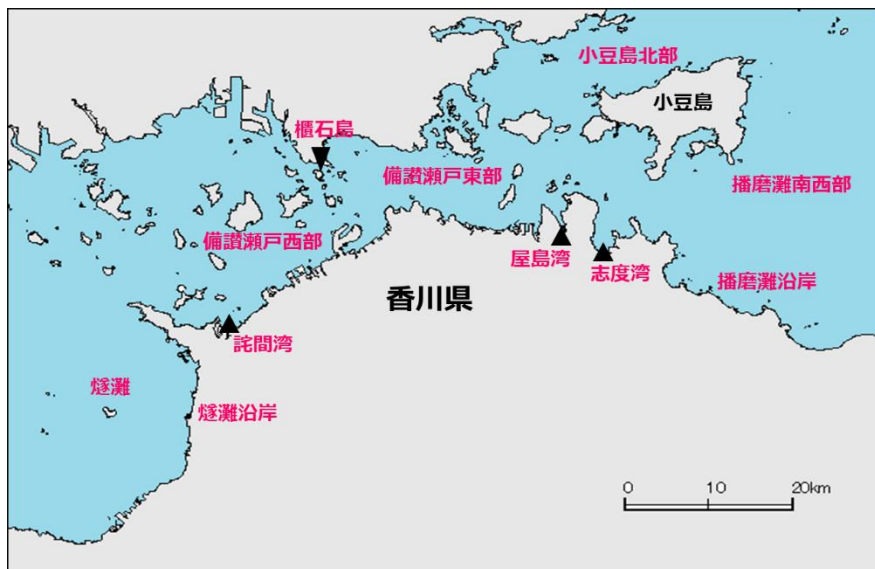 小豆島北部
小豆島
櫃石島
備讃瀬戸東部
播磨灘南西部
備讃瀬戸西部
屋島湾
志度湾
播磨灘沿岸
香川県
詫間湾
燧灘
燧灘沿岸
0 10 20km